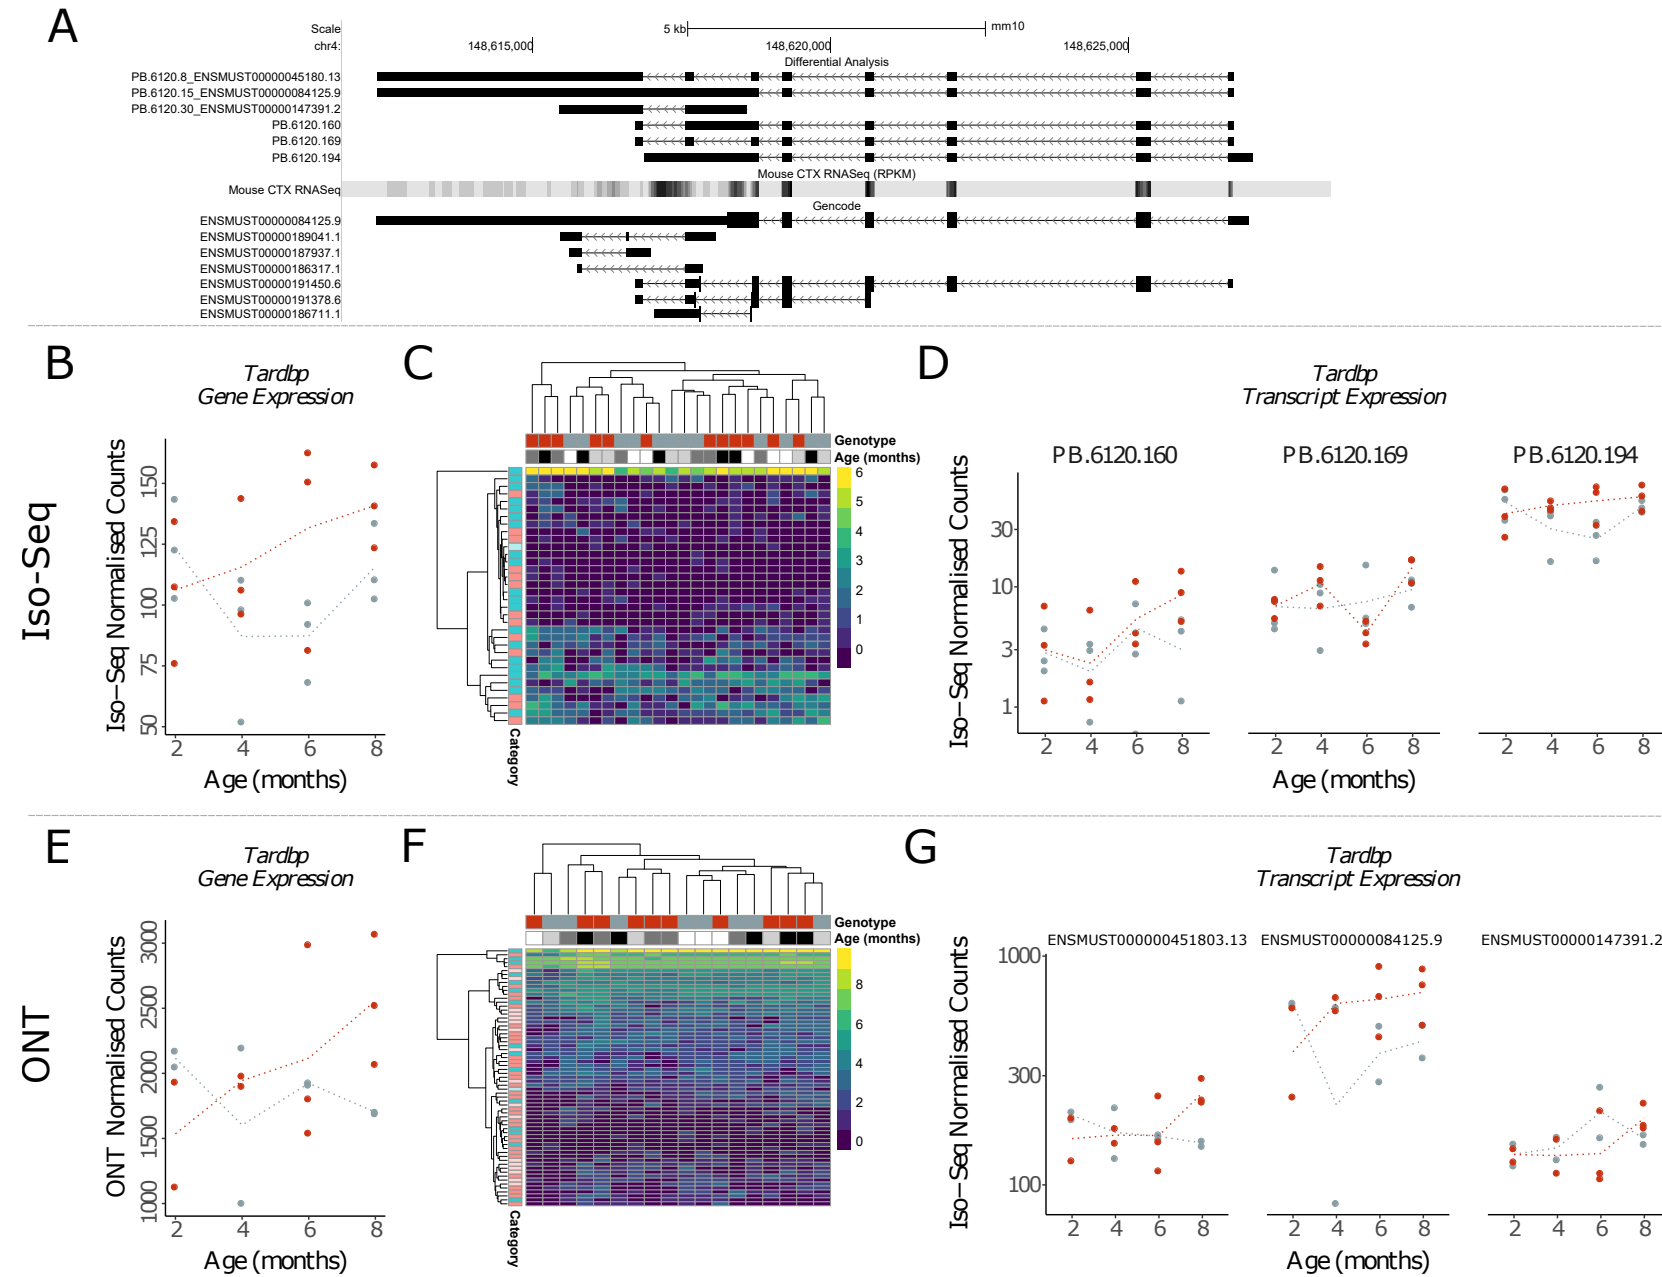 A
Scale
5 kb
mm10
chr4:
148,615,000
148,620,000
148,625,000
Differential Analysis
PB.6120.8_ENSMUST00000045180.13
PB.6120.15_ENSMUST00000084125.9
PB.6120.30_ENSMUST00000147391.2
PB.6120.160
PB.6120.169
PB.6120.194
Mouse CTX RNASeq (RPKM)
Mouse CTX RNASeq
Gencode
ENSMUST00000084125.9
ENSMUST00000189041.1
ENSMUST00000187937.1
ENSMUST00000186317.1
ENSMUST00000191450.6
ENSMUST00000191378.6
ENSMUST00000186711.1
Iso-Seq
B
Tardbp
Gene Expression
Iso-Seq Normalised Counts
150
125
100
75
50
2 4 6 8
Age (months)
C
Genotype
Age (months)
6
5
4
3
2
1
0
Category
D
Tardbp
Transcript Expression
PB.6120.160 PB.6120.169 PB.6120.194
Iso-Seq Normalised Counts
30
10
3
1
2 4 6 8 2 4 6 8 2 4 6 8
Age (months) Age (months) Age (months)
ONT
E
Tardbp
Gene Expression
ONT Normalised Counts
3000
2500
2000
1500
1000
2 4 6 8
Age (months)
F
Genotype
Age (months)
8
6
4
2
0
Category
G
Tardbp
Transcript Expression
ENSMUST000000451803.13 ENSMUST00000084125.9 ENSMUST00000147391.2
Iso-Seq Normalised Counts
1000
300
100
2 4 6 8 2 4 6 8 2 4 6 8
Age (months) Age (months) Age (months)